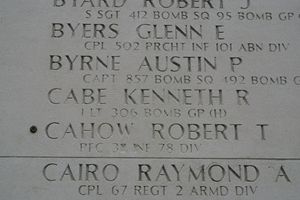 BYARD ROBERT J
S SGT 412 BOMB SQ 95 BOMB GP
BYERS GLENN E
CPL 502 PRCHT INF 101 ABN DIV
BYRNE AUSTIN P
CAPT 857 BOMB SQ 492 BOMB G
CABE KENNETH R
1 LT 306 BOMB GP (H)
CAHOW ROBERT T
PFC INF 78 DIV
CAIRO RAYMOND A
CPL 67 REGT 2 ARMD DIV